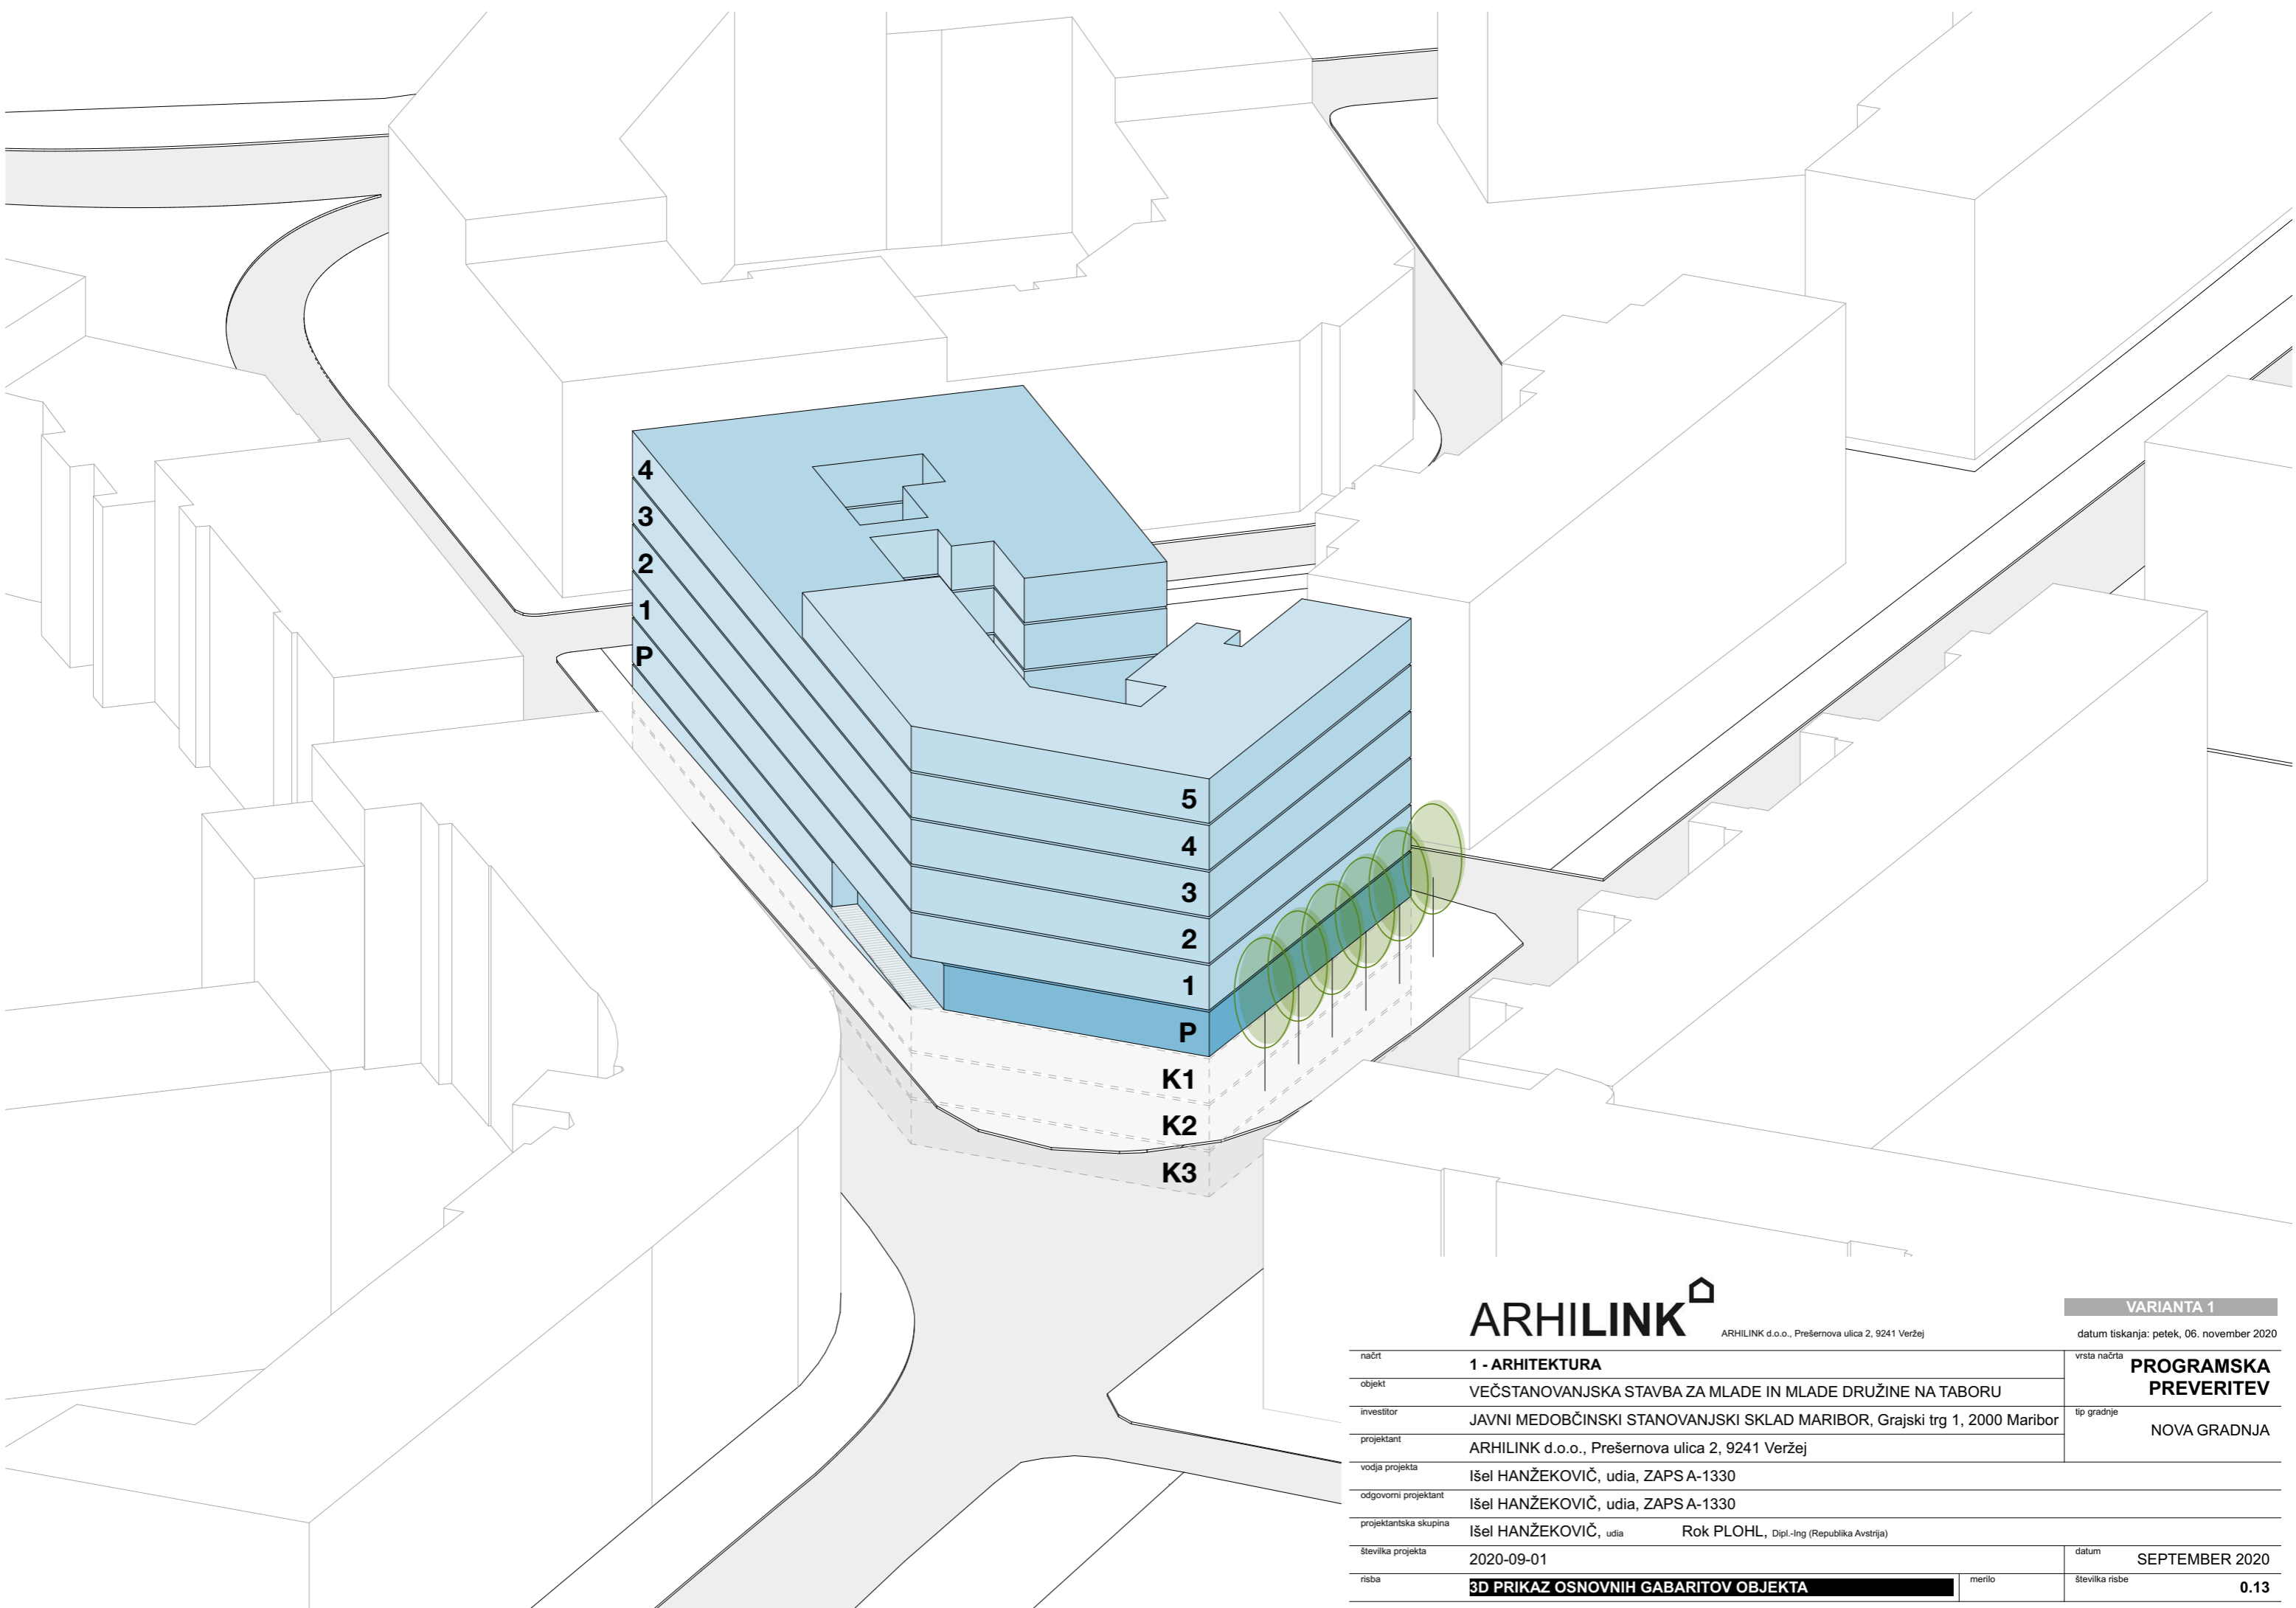 4
3
2
1
P
5
4
3
2
1
P
K1
K2
K3
ARHILINK
ARHILINK d.o.o., Prešernova ulica 2, 9241 Veržej
VARIANTA 1
datum tiskanja: petek, 06. november 2020
načrt
1 - ARHITEKTURA
vrsta načrta
PROGRAMSKA
PREVERITEV
objekt
VEČSTANOVANJSKA STAVBA ZA MLADE IN MLADE DRUŽINE NA TABORU
investitor
JAVNI MEDOBČINSKI STANOVANJSKI SKLAD MARIBOR, Grajski trg 1, 2000 Maribor
tip gradnje
NOVA GRADNJA
projektant
ARHILINK d.o.o., Prešernova ulica 2, 9241 Veržej
vodja projekta
Išel HANŽEKOVIČ, udia, ZAPS A-1330
odgovorni projektant
Išel HANŽEKOVIČ, udia, ZAPS A-1330
projektantska skupina
Išel HANŽEKOVIČ, udia Rok PLOHL, Dipl.-Ing (Republika Avstrija)
številka projekta
2020-09-01
datum
SEPTEMBER 2020
risba
3D PRIKAZ OSNOVNIH GABARITOV OBJEKTA
merilo
številka risbe
0.13